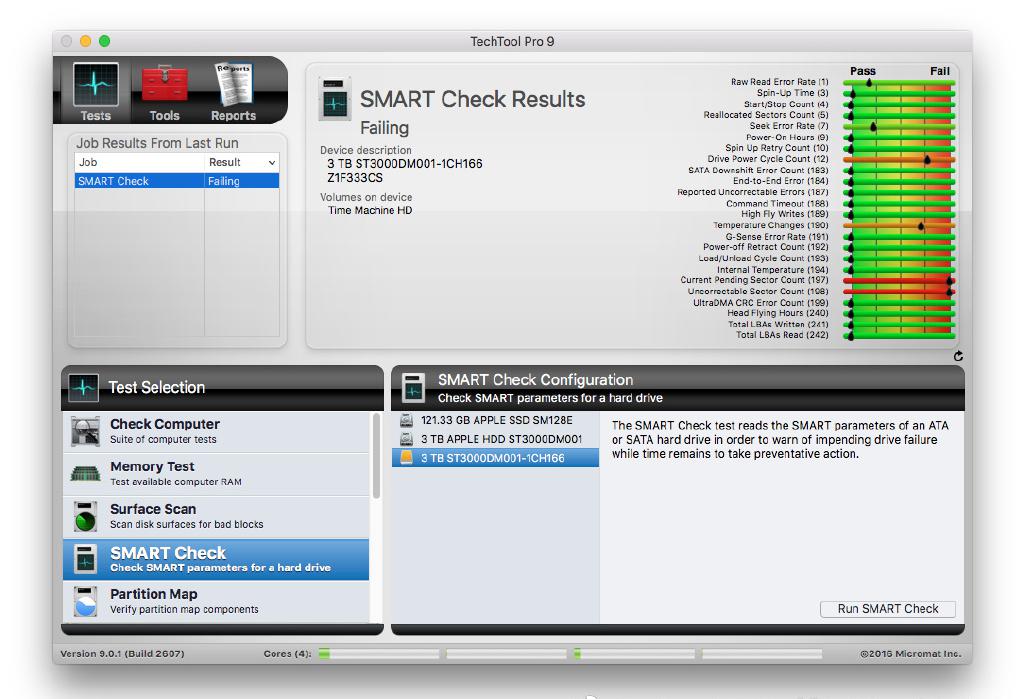 TechTool Pro 9
Tests
Tools
Reports
Reports
Job Results From Last Run
Job Result
SMART Check Failing
SMART Check Results
Failing
Device description
3 TB ST3000DM001-1CH166
Z1F333CS
Volumes on device
Time Machine HD
Pass Fail
Raw Read Error Rate (1)
Spin-Up Time (3)
Start/Stop Count (4)
Reallocated Sectors Count (5)
Seek Error Rate (7)
Power-On Hours (9)
Spin Up Retry Count (10)
Drive Power Cycle Count (12)
SATA Downshift Error Count (183)
End-to-End Error (184)
Reported Uncorrectable Errors (187)
Command Timeout (188)
High Fly Writes (189)
Temperature Changes (190)
G-Sense Error Rate (191)
Power-off Retract Count (192)
Load/Unload Cycle Count (193)
Internal Temperature (194)
Current Pending Sector Count (197)
Uncorrectable Sector Count (198)
UltraDMA CRC Error Count (199)
Head Flying Hours (240)
Total LBAs Written (241)
Total LBAs Read (242)
Test Selection
Check Computer
Suite of computer tests
Memory Test
Test available computer RAM
Surface Scan
Scan disk surfaces for bad blocks
SMART Check
Check SMART parameters for a hard drive
Partition Map
Verify partition map components
SMART Check Configuration
Check SMART parameters for a hard drive
121.33 GB APPLE SSD SM128E
3 TB APPLE HDD ST3000DM001
3 TB ST3000DM001-1CH166
The SMART Check test reads the SMART parameters of an ATA
or SATA hard drive in order to warn of impending drive failure
while time remains to take preventative action.
Run SMART Check
Version 9.0.1 (Build 2607)
Cores (4):
©2016 Micromat Inc.